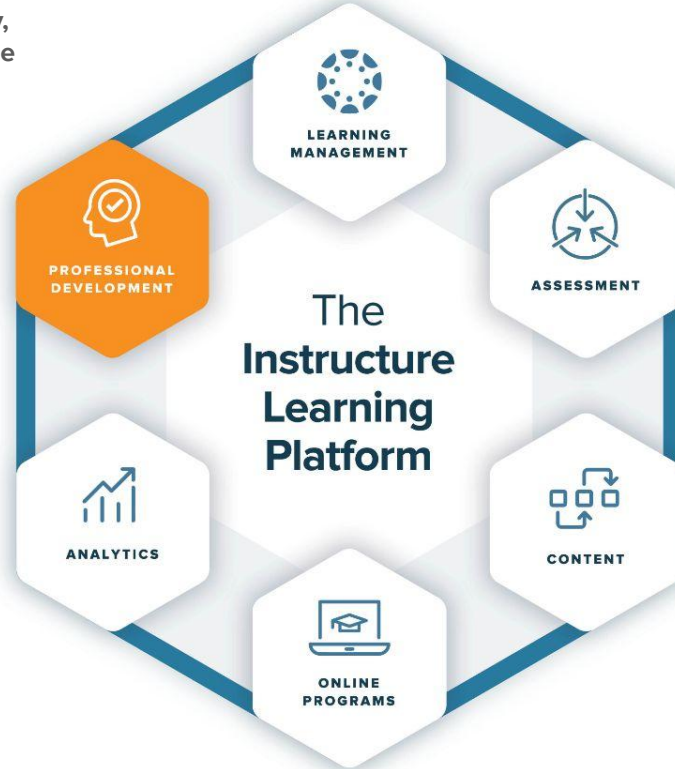 ,
e
LEARNING
MANAGEMENT
PROFESSIONAL
DEVELOPMENT
ASSESSMENT
The
Instructure
Learning
Platform
ANALYTICS
CONTENT
ONLINE
PROGRAMS